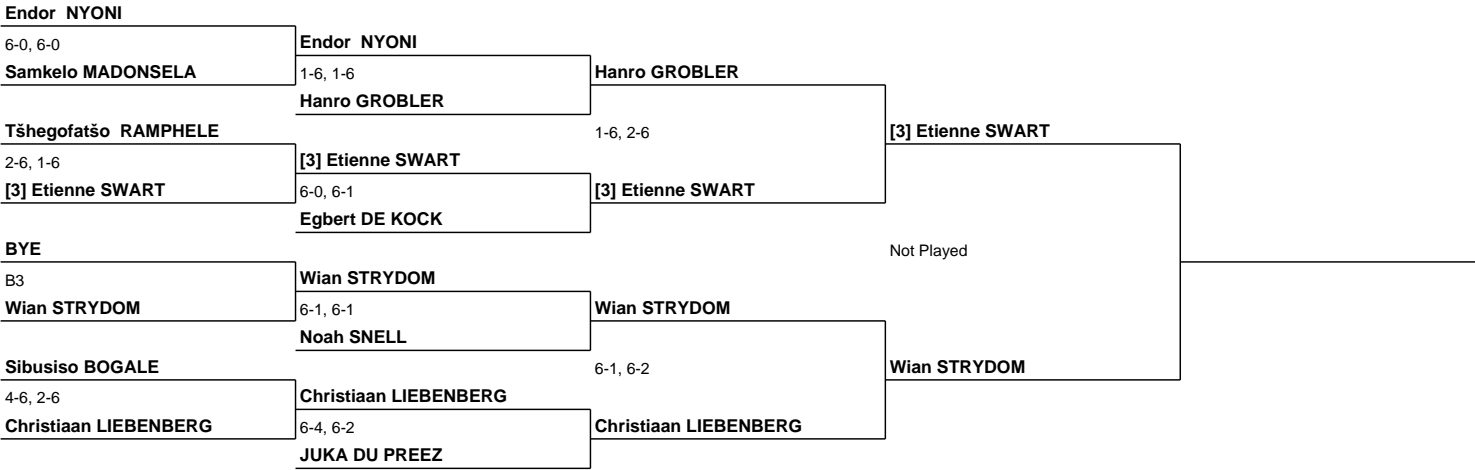 Endor  NYONI
6-0, 6-0
Endor  NYONI
Samkelo MADONSELA
1-6, 1-6
Hanro GROBLER
Hanro GROBLER
Tšhegofatšo  RAMPHELE
1-6, 2-6
[3] Etienne SWART
2-6, 1-6
[3] Etienne SWART
[3] Etienne SWART
6-0, 6-1
[3] Etienne SWART
Egbert DE KOCK
BYE
Not Played
B3
Wian STRYDOM
Wian STRYDOM
6-1, 6-1
Wian STRYDOM
Noah SNELL
Sibusiso BOGALE
6-1, 6-2
Wian STRYDOM
4-6, 2-6
Christiaan LIEBENBERG
Christiaan LIEBENBERG
6-4, 6-2
Christiaan LIEBENBERG
JUKA DU PREEZ